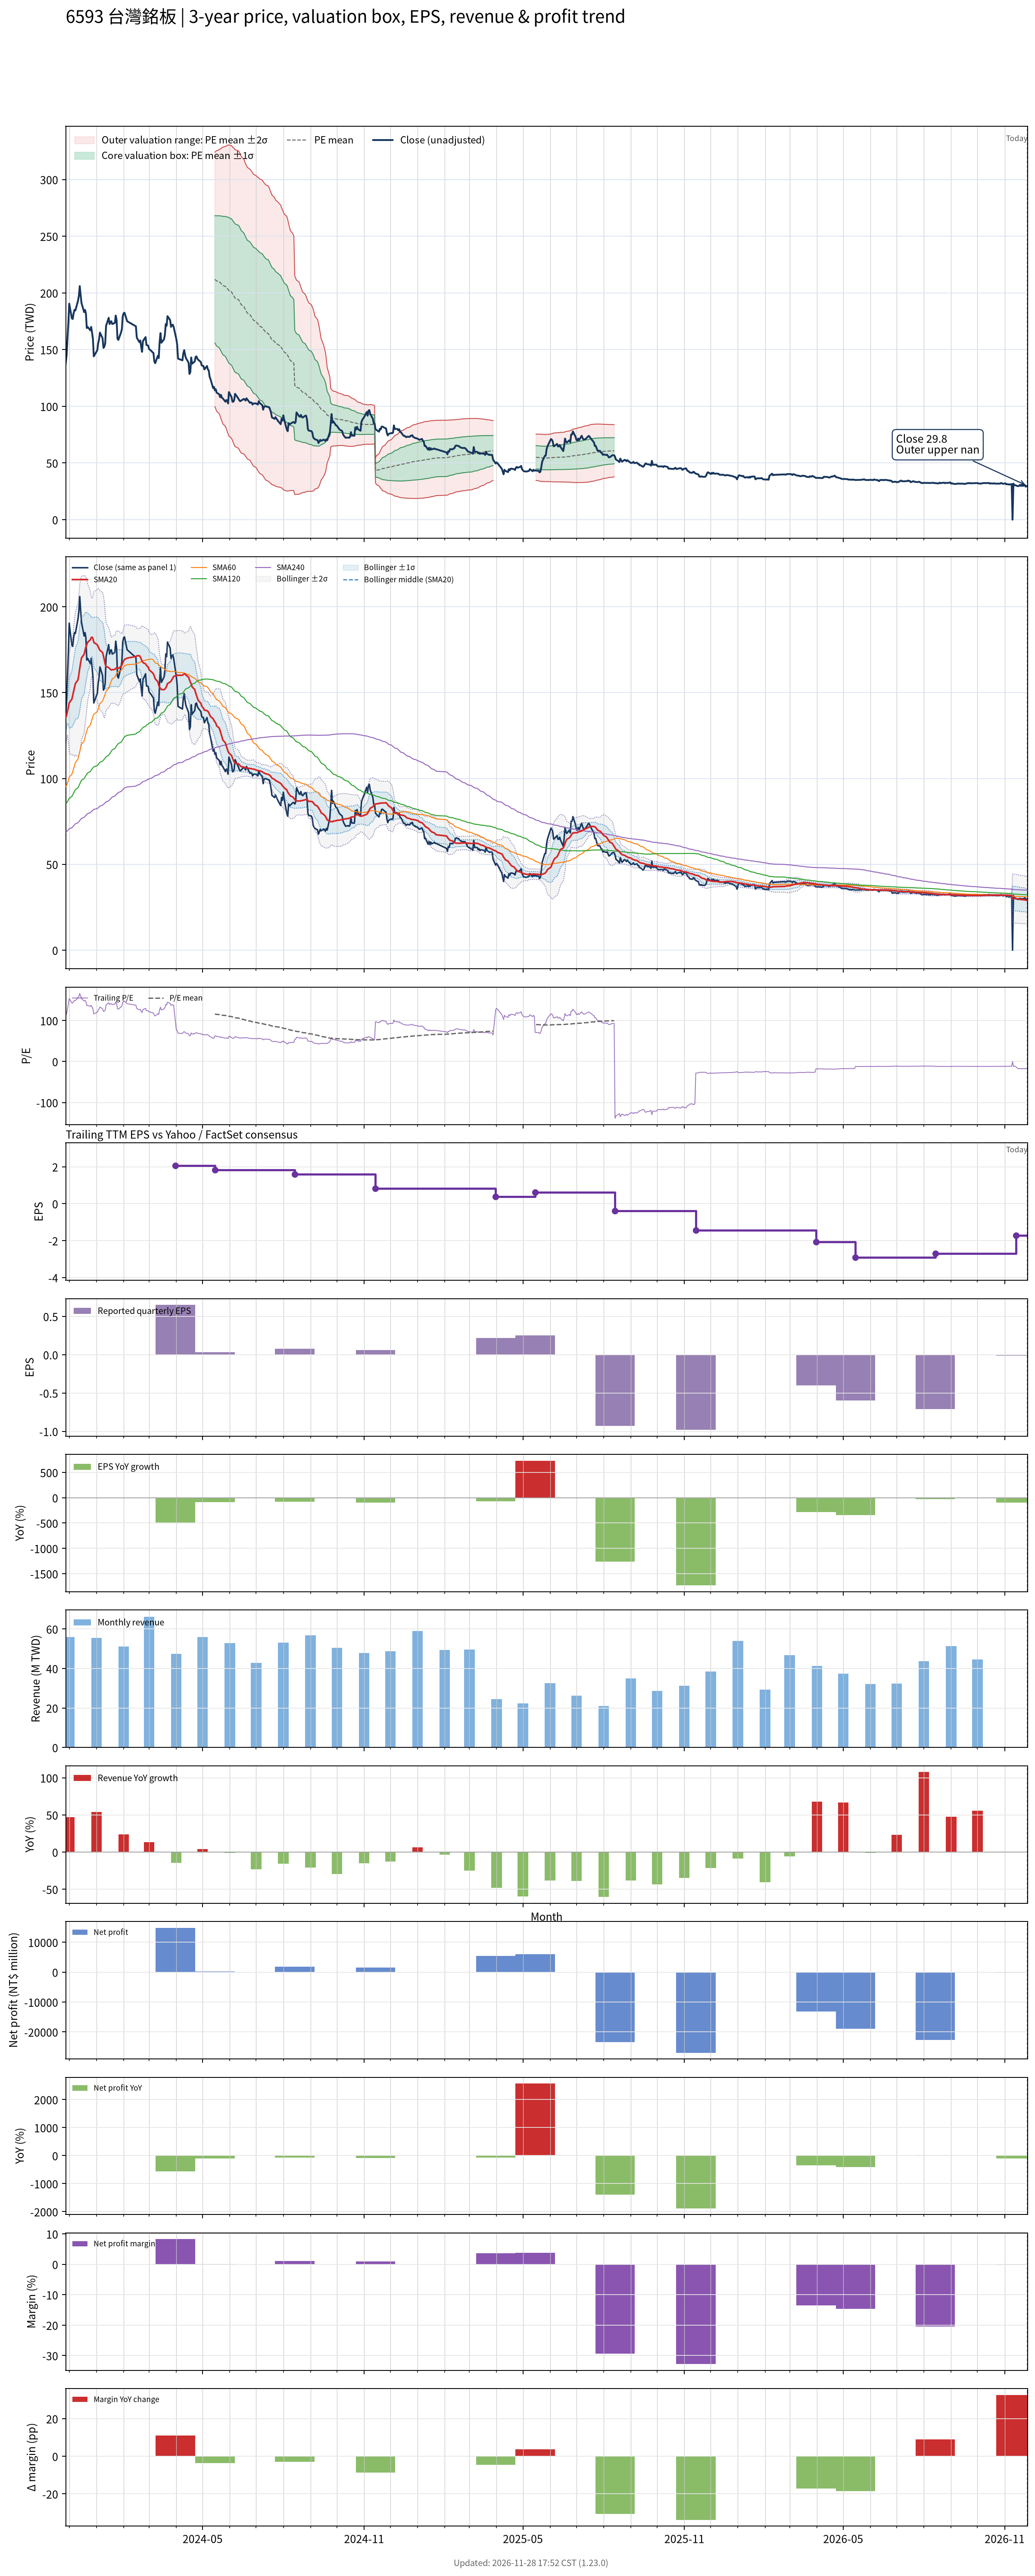 6593 台灣銘板 | 3-year price, valuation box, EPS, revenue & profit trend
Outer valuation range: PE mean ±2σ
Core valuation box: PE mean ±1σ
PE mean
Close (unadjusted)
Today
Price (TWD)
300
250
200
150
100
50
0
Close 29.8
Outer upper nan
Close (same as panel 1)
SMA20
SMA60
SMA120
SMA240
Bollinger ±2σ
Bollinger ±1σ
Bollinger middle (SMA20)
Price
200
150
100
50
0
Trailing P/E
P/E mean
P/E
100
0
-100
Trailing TTM EPS vs Yahoo / FactSet consensus
Today
EPS
2
0
-2
-4
Reported quarterly EPS
EPS
0.5
0.0
-0.5
-1.0
EPS YoY growth
YoY (%)
500
0
-500
-1000
-1500
Monthly revenue
Revenue (M TWD)
60
40
20
0
Revenue YoY growth
YoY (%)
100
50
0
-50
Month
Net profit
Net profit (NT$ million)
10000
0
-10000
-20000
Net profit YoY
YoY (%)
2000
1000
0
-1000
-2000
Net profit margin
Margin (%)
10
0
-10
-20
-30
Margin YoY change
Δ margin (pp)
20
0
-20
2024-05
2024-11
2025-05
2025-11
2026-05
2026-11
Updated: 2026-11-28 17:52 CST (1.23.0)